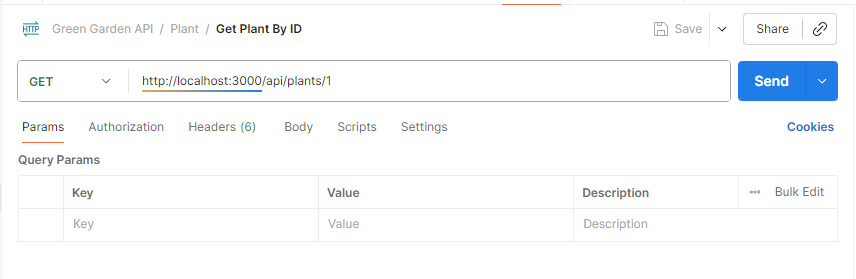 HTTP Green Garden API / Plant / Get Plant By ID Save Share
GET http://localhost:3000/api/plants/1 Send
Params Authorization Headers (6) Body Scripts Settings Cookies
Query Params
Key Value Description Bulk Edit
Key Value Description